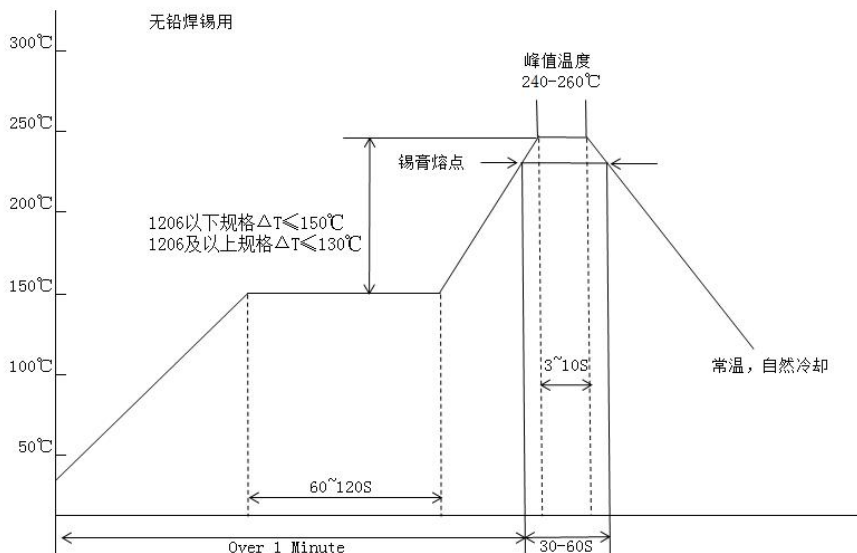 无铅焊锡用
300℃
峰值温度
240-260℃
250℃
锡膏熔点
200℃
1206以下规格△T≤150℃
1206及以上规格△T≤130℃
150℃
100℃
3~10S
常温，自然冷却
50℃
60~120S
Over 1 Minute
30-60S